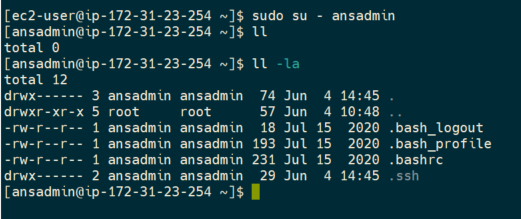 [ec2-user@ip-172-31-23-254 ~]$ sudo su - ansadmin
[ansadmin@ip-172-31-23-254 ~]$ ll
total 0
[ansadmin@ip-172-31-23-254 ~]$ ll -la
total 12
drwx------ 3 ansadmin ansadmin  74 Jun  4 14:45 .
drwxr-xr-x 5 root     root      57 Jun  4 10:48 ..
-rw-r--r-- 1 ansadmin ansadmin  18 Jul 15  2020 .bash_logout
-rw-r--r-- 1 ansadmin ansadmin 193 Jul 15  2020 .bash_profile
-rw-r--r-- 1 ansadmin ansadmin 231 Jul 15  2020 .bashrc
drwx------ 2 ansadmin ansadmin  29 Jun  4 14:45 .ssh
[ansadmin@ip-172-31-23-254 ~]$